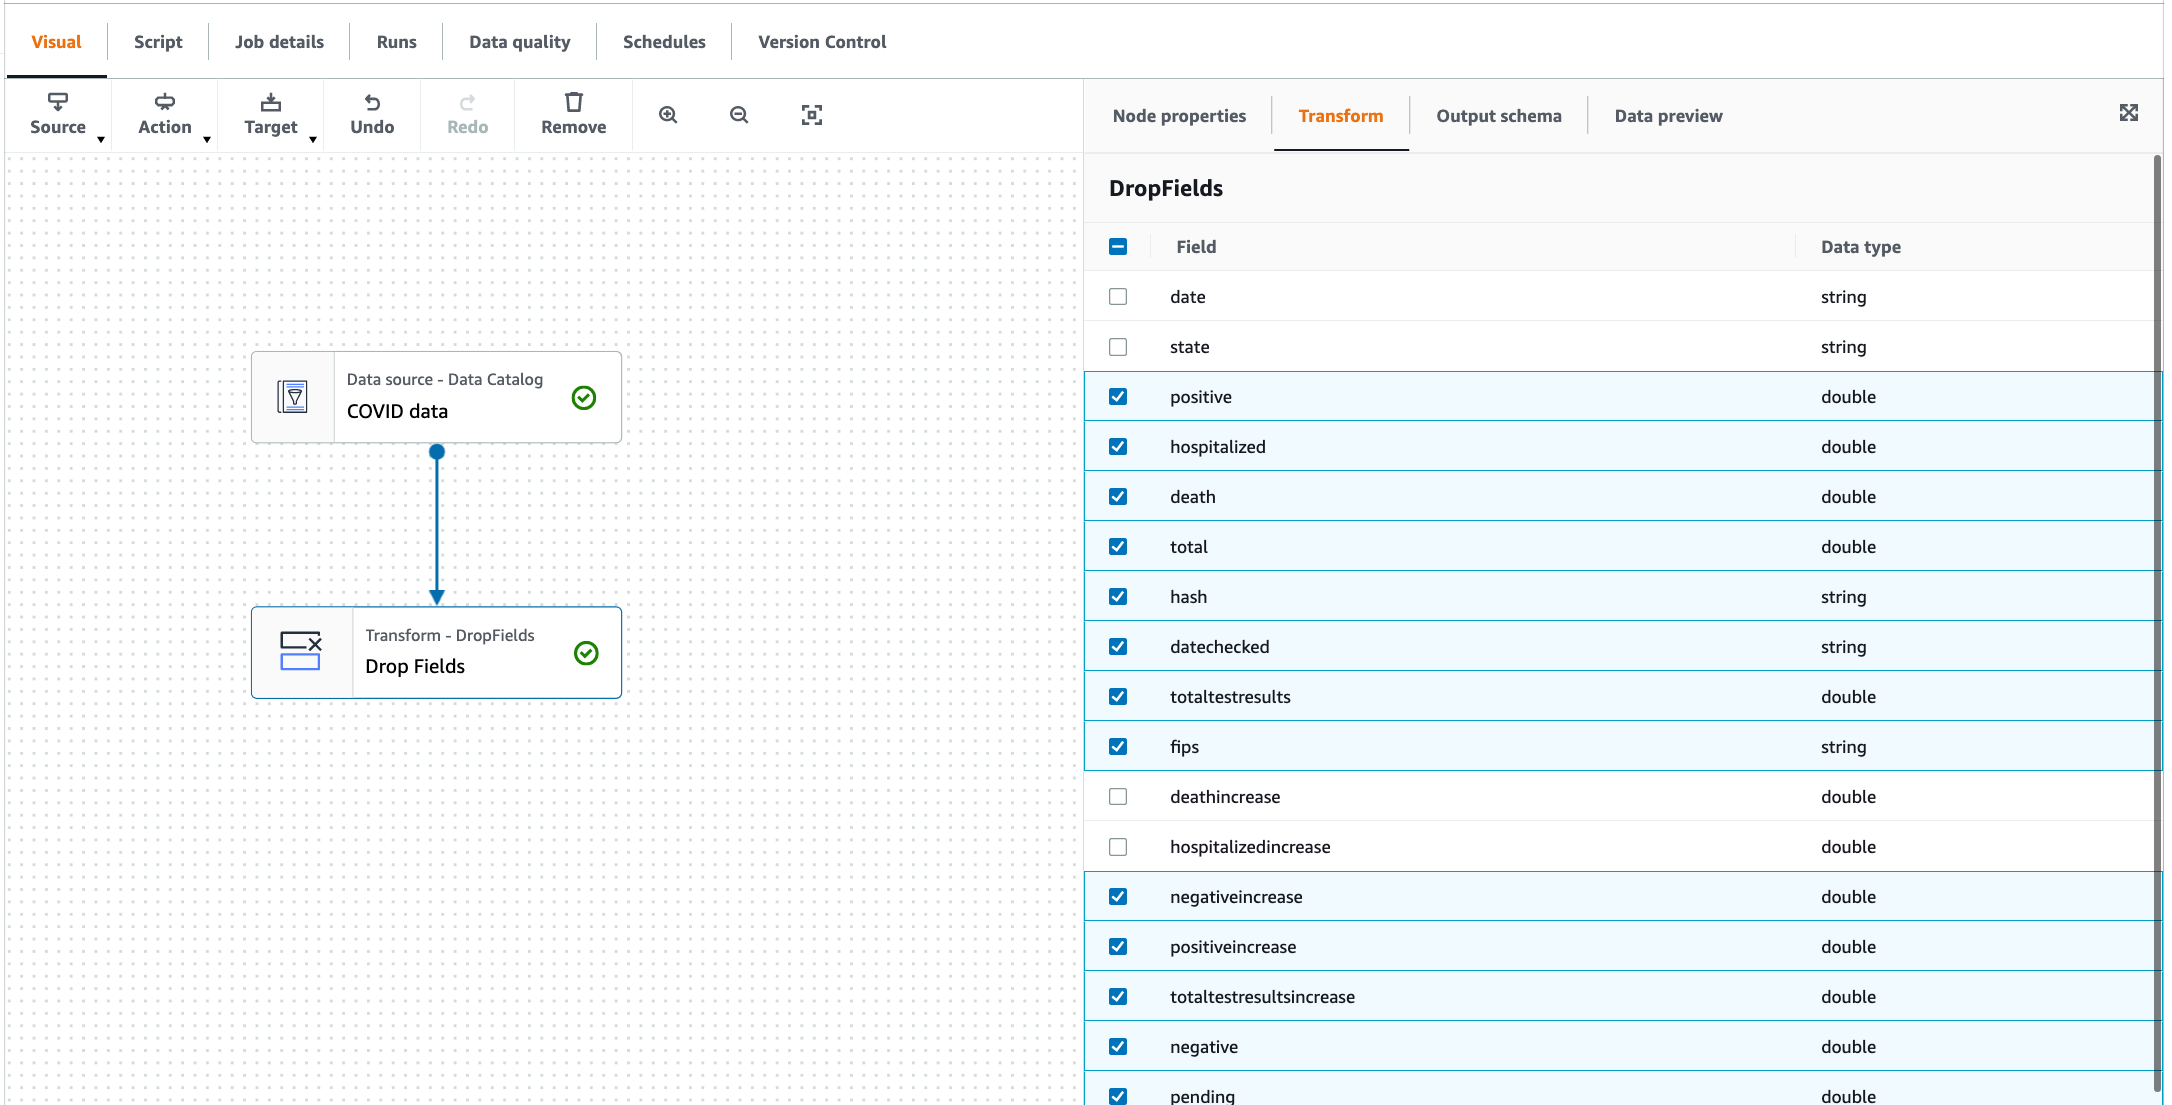 Visual Script Job details Runs Data quality Schedules Version Control
Source Action Target Undo Redo Remove
Node properties Transform Output schema Data preview
DropFields
Field Data type
date string
state string
positive double
hospitalized double
death double
total double
hash string
datechecked string
totaltestresults double
fips string
deathincrease double
hospitalizedincrease double
negativeincrease double
positiveincrease double
totaltestresultsincrease double
negative double
pending double
Data source - Data Catalog
COVID data
Transform - DropFields
Drop Fields